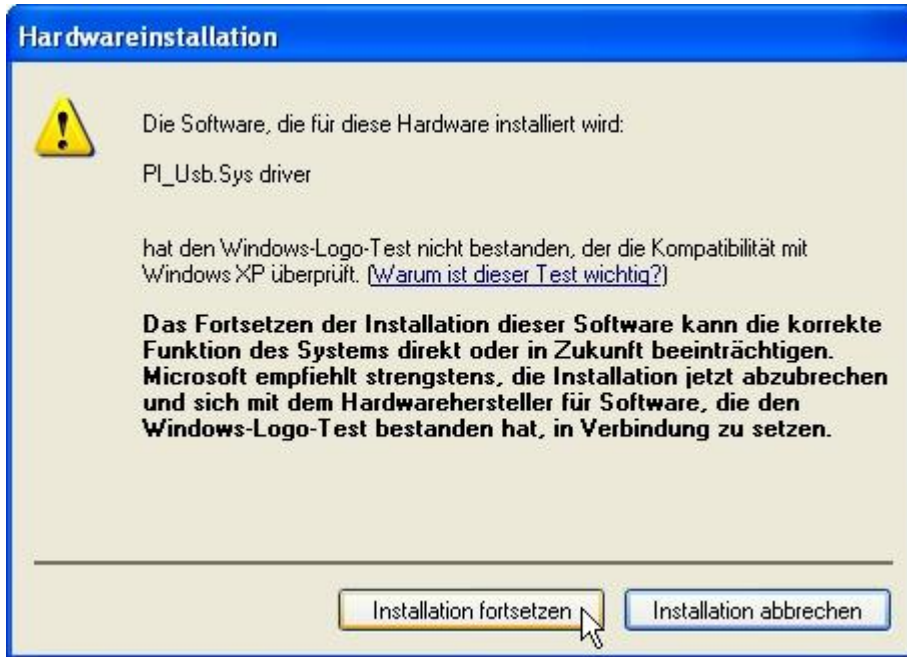 Hardwareinstallation
Die Software, die für diese Hardware installiert wird:
PI_Usb.Sys driver
hat den Windows-Logo-Test nicht bestanden, der die Kompatibilität mit
Windows XP überprüft. (Warum ist dieser Test wichtig?)
Das Fortsetzen der Installation dieser Software kann die korrekte
Funktion des Systems direkt oder in Zukunft beeinträchtigen.
Microsoft empfiehlt strengstens, die Installation jetzt abzubrechen
und sich mit dem Hardwarehersteller für Software, die den
Windows-Logo-Test bestanden hat, in Verbindung zu setzen.
Installation fortsetzen
Installation abbrechen